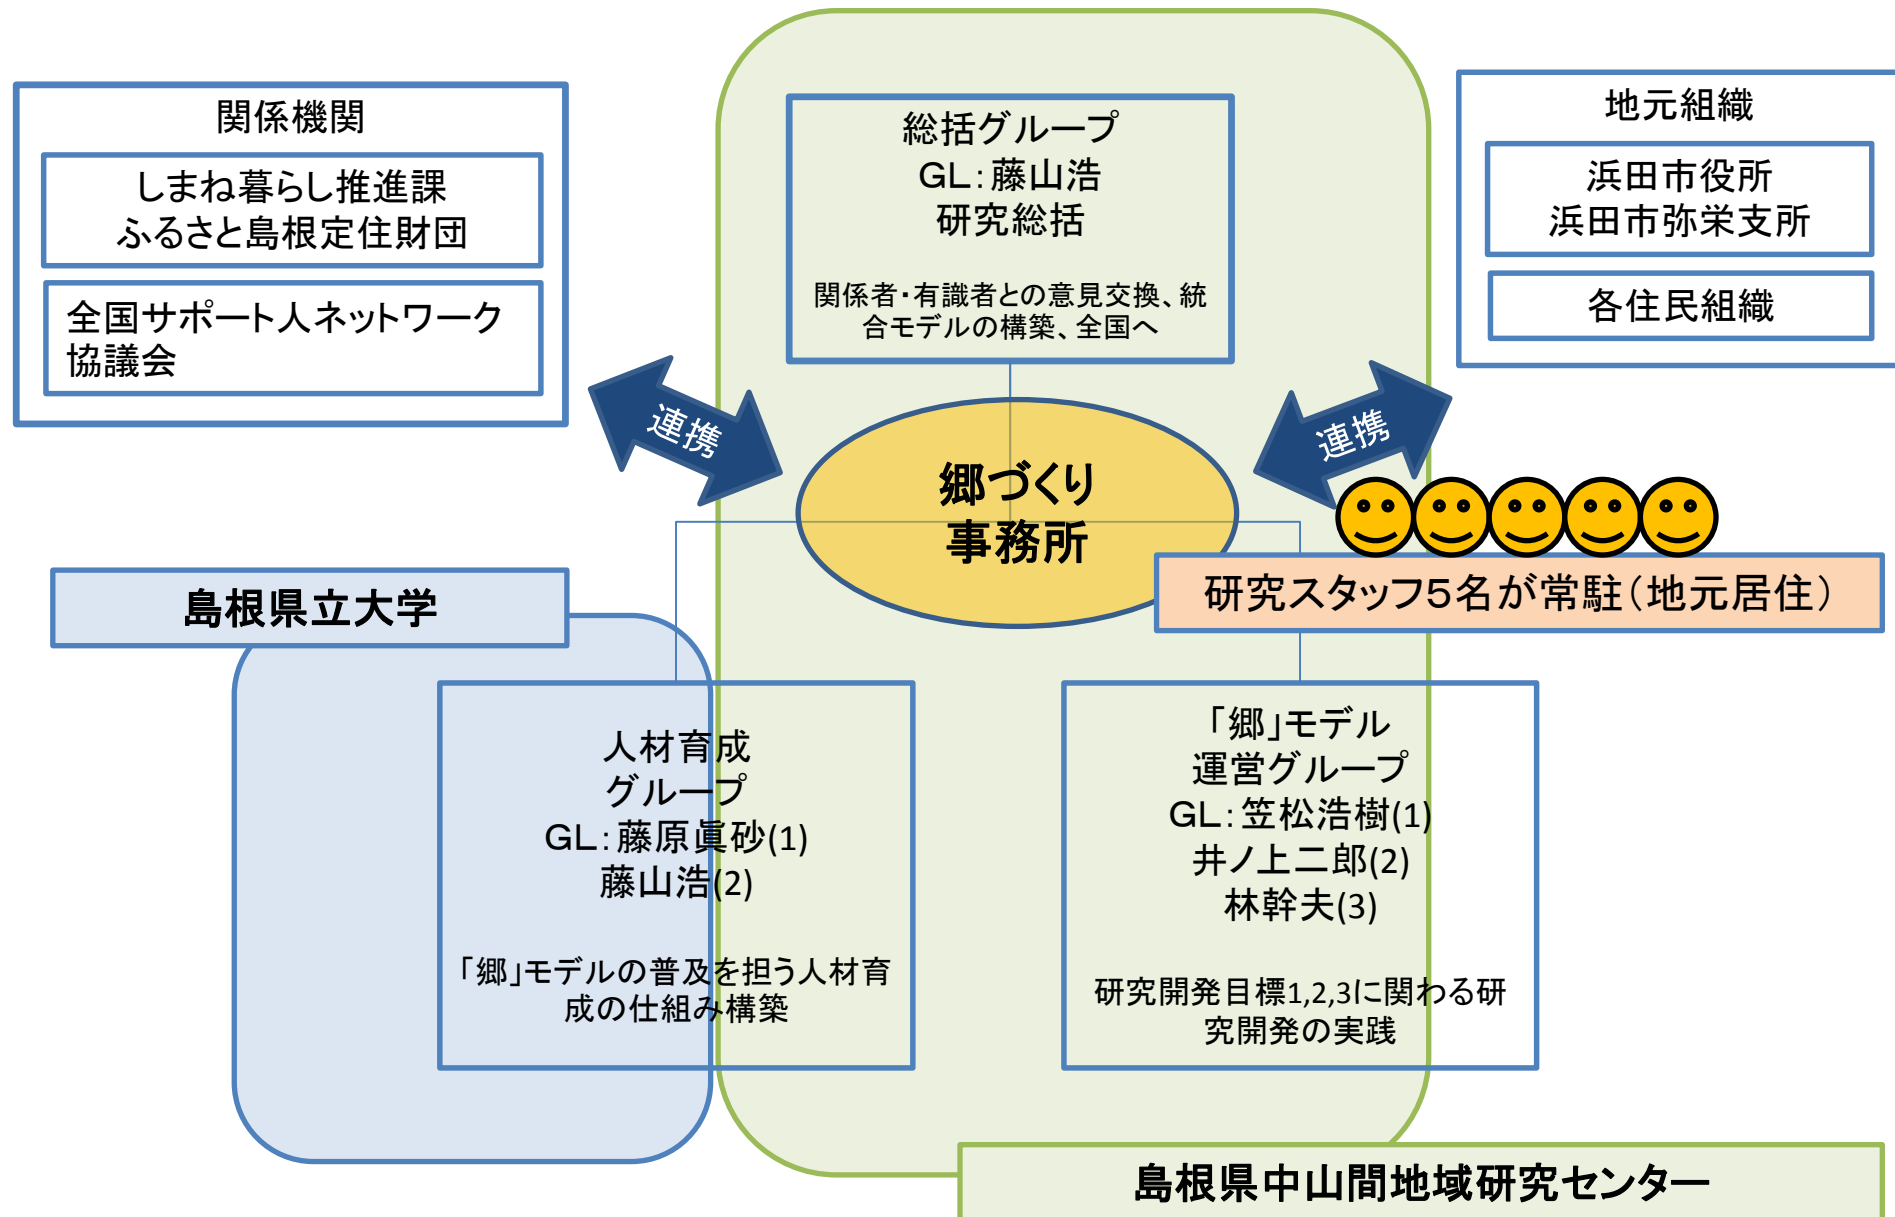 関係機関
しまね暮らし推進課
ふるさと島根定住財団
全国サポート人ネットワーク
協議会
総括グループ
GL:藤山浩
研究総括
関係者・有識者との意見交換、統
合モデルの構築、全国へ
地元組織
浜田市役所
浜田市弥栄支所
各住民組織
連携
連携
郷づくり
事務所
研究スタッフ5名が常駐(地元居住)
島根県立大学
人材育成
グループ
GL:藤原眞砂(1)
藤山浩(2)
「郷」モデルの普及を担う人材育
成の仕組み構築
「郷」モデル
運営グループ
GL:笠松浩樹(1)
井ノ上二郎(2)
林幹夫(3)
研究開発目標1,2,3に関わる研
究開発の実践
島根県中山間地域研究センター